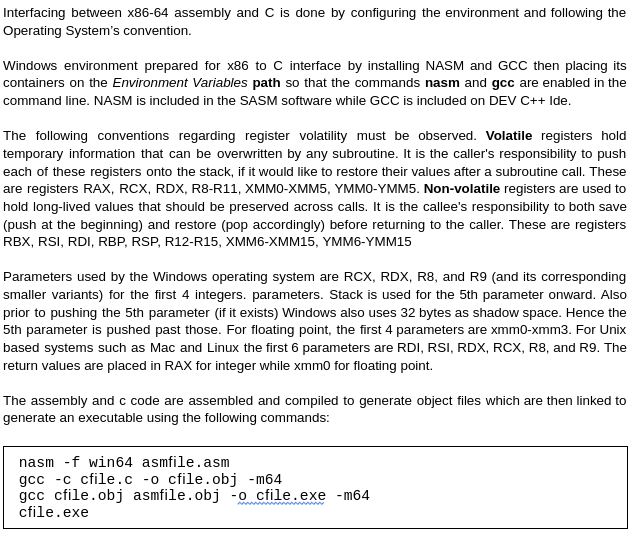 Interfacing between x86-64 assembly and C is done by configuring the environment and following the
Operating System's convention.
Windows environment prepared for x86 to C interface by installing NASM and GCC then placing its
containers on the Environment Variables path so that the commands nasm and gcc are enabled in the
command line. NASM is included in the SASM software while GCC is included on DEV C++ Ide.
The following conventions regarding register volatility must be observed. Volatile registers hold
temporary information that can be overwritten by any subroutine. It is the caller's responsibility to push
each of these registers onto the stack, if it would like to restore their values after a subroutine call. These
are registers RAX, RCX, RDX, R8-R11, XMM0-XMM5, YMM0-YMM5. Non-volatile registers are used to
hold long-lived values that should be preserved across calls. It is the callee's responsibility to both save
(push at the beginning) and restore (pop accordingly) before returning to the caller. These are registers
RBX, RSI, RDI, RBP, RSP, R12-R15, XMM6-XMM15, YMM6-YMM15
Parameters used by the Windows operating system are RCX, RDX, R8, and R9 (and its corresponding
smaller variants) for the first 4 integers. parameters. Stack is used for the 5th parameter onward. Also
prior to pushing the 5th parameter (if it exists) Windows also uses 32 bytes as shadow space. Hence the
5th parameter is pushed past those. For floating point, the first 4 parameters are xmm0-xmm3. For Unix
based systems such as Mac and Linux the first 6 parameters are RDI, RSI, RDX, RCX, R8, and R9. The
return values are placed in RAX for integer while xmm0 for floating point.
The assembly and c code are assembled and compiled to generate object files which are then linked to
generate an executable using the following commands:
nasm -f win64 asmfile.asm
gcc -c cfile.c -o cfile.obj -m64
gcc cfile.obj asmfile.obj -o cfile.exe -m64
cfile.exe